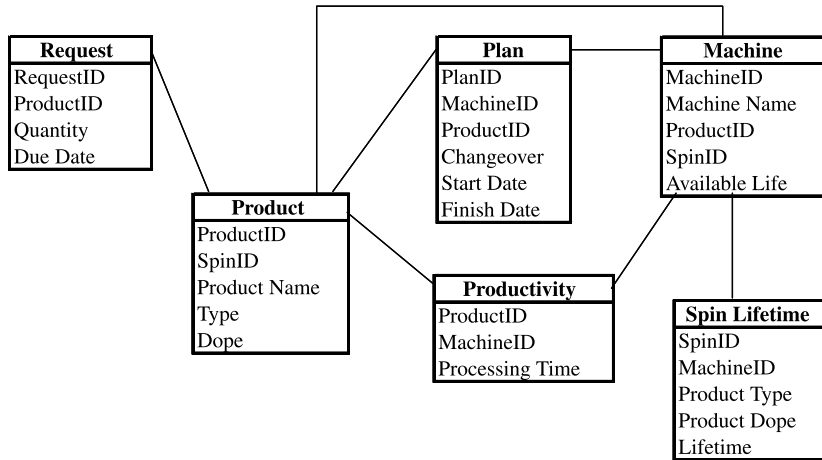 Request
RequestID
ProductID
Quantity
Due Date
Plan
PlanID
MachineID
ProductID
Changeover
Start Date
Finish Date
Machine
MachineID
Machine Name
ProductID
SpinID
Available Life
Product
ProductID
SpinID
Product Name
Type
Dope
Productivity
ProductID
MachineID
Processing Time
Spin Lifetime
SpinID
MachineID
Product Type
Product Dope
Lifetime